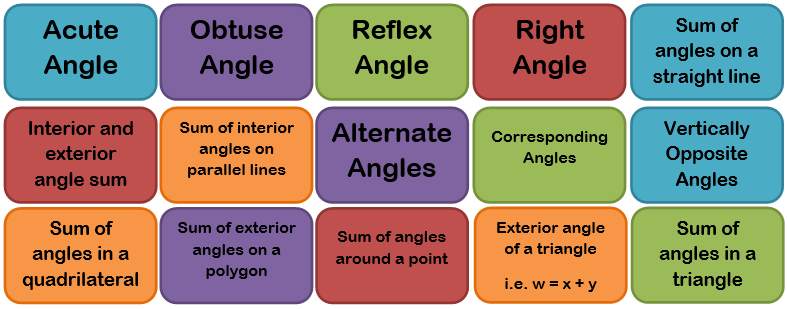 Acute
Angle
Obtuse
Angle
Reflex
Angle
Right
Angle
Sum of
angles on a
straight line
Interior and
exterior
angle sum
Sum of interior
angles on
parallel lines
Alternate
Angles
Corresponding
Angles
Vertically
Opposite
Angles
Sum of
angles in a
quadrilateral
Sum of exterior
angles on a
polygon
Sum of angles
around a point
Exterior angle
of a triangle
i.e. w = x + y
Sum of
angles in a
triangle